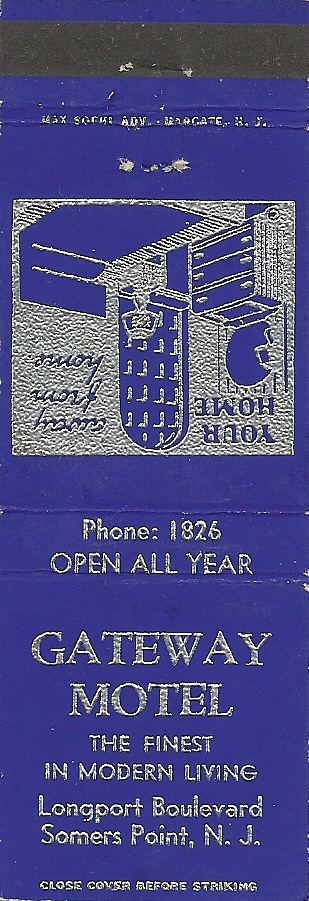 MAX SOGHI ADV. - MARGATE, N. J.
YOUR
HOME
away
from
home
Phone: 1826
OPEN ALL YEAR
GATEWAY
MOTEL
THE FINEST
IN MODERN LIVING
Longport Boulevard
Somers Point, N. J.
CLOSE COVER BEFORE STRIKING